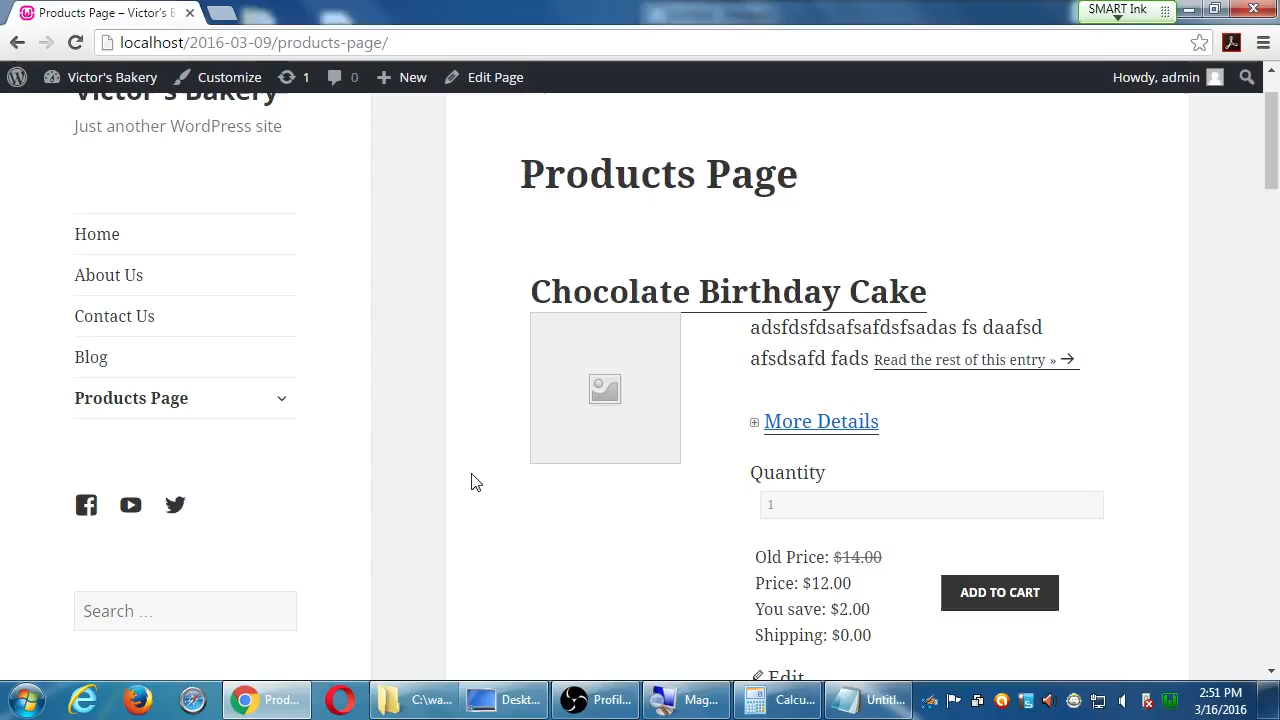 Products Page – Victor's B
SMART Ink
localhost/2016-03-09/products-page/
Victor's Bakery
Customize
1
0
New
Edit Page
Howdy, admin
Victor's Bakery
Just another WordPress site
Home
About Us
Contact Us
Blog
Products Page
Search …
Products Page
Chocolate Birthday Cake
adsfdsfdsafsafdsfsadas fs daafsd
afsdsafd fads Read the rest of this entry » →
More Details
Quantity
1
Old Price: $14.00
Price: $12.00
You save: $2.00
Shipping: $0.00
ADD TO CART
Edit
Prod...
C:\wa...
Deskt...
Profil...
Mag...
Calcu...
Untitl...
2:51 PM
3/16/2016